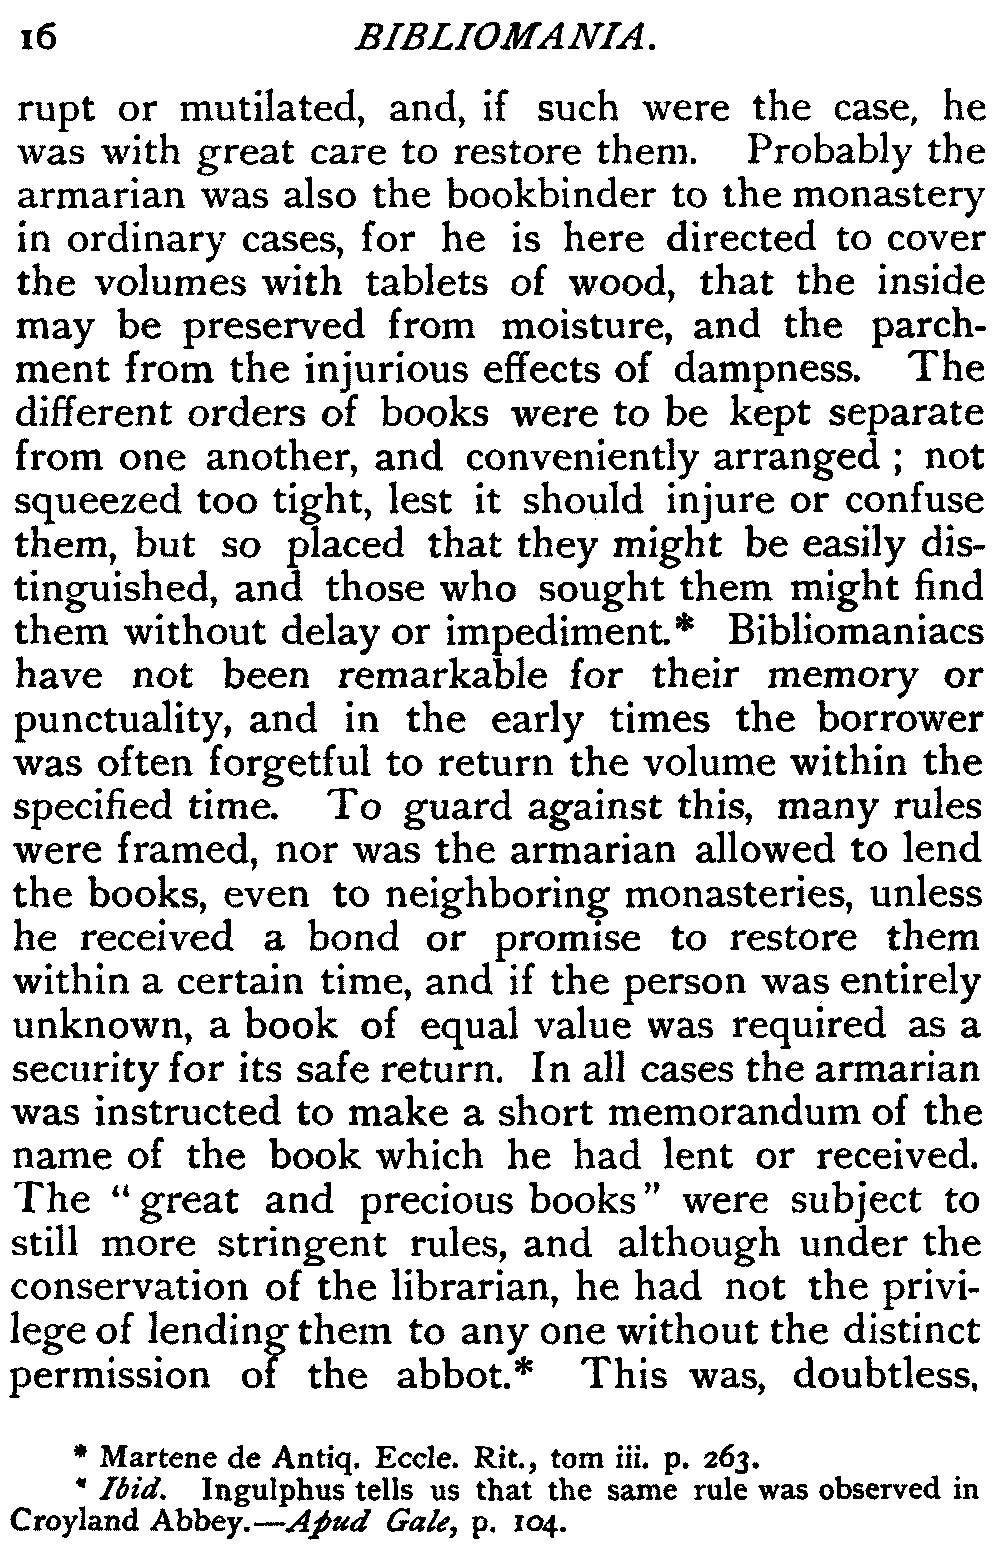 16 BIBLIOMANIA.
rupt or mutilated, and, if such were the case, he
was with great care to restore them. Probably the
armarian was also the bookbinder to the monastery
in ordinary cases, for he is here directed to cover
the volumes with tablets of wood, that the inside
may be preserved from moisture, and the parch-
ment from the injurious effects of dampness. The
different orders of books were to be kept separate
from one another, and conveniently arranged ; not
squeezed too tight, lest it should injure or confuse
them, but so placed that they might be easily dis-
tinguished, and those who sought them might find
them without delay or impediment.* Bibliomaniacs
have not been remarkable for their memory or
punctuality, and in the early times the borrower
was often forgetful to return the volume within the
specified time. To guard against this, many rules
were framed, nor was the armarian allowed to lend
the books, even to neighboring monasteries, unless
he received a bond or promise to restore them
within a certain time, and if the person was entirely
unknown, a book of equal value was required as a
security for its safe return. In all cases the armarian
was instructed to make a short memorandum of the
name of the book which he had lent or received.
The "great and precious books" were subject to
still more stringent rules, and although under the
conservation of the librarian, he had not the privi-
lege of lending them to any one without the distinct
permission of the abbot.* This was, doubtless,
* Martene de Antiq. Eccle. Rit., tom iii. p. 263.
* Ibid. Ingulphus tells us that the same rule was observed in
Croyland Abbey.—Apud Gale, p. 104.